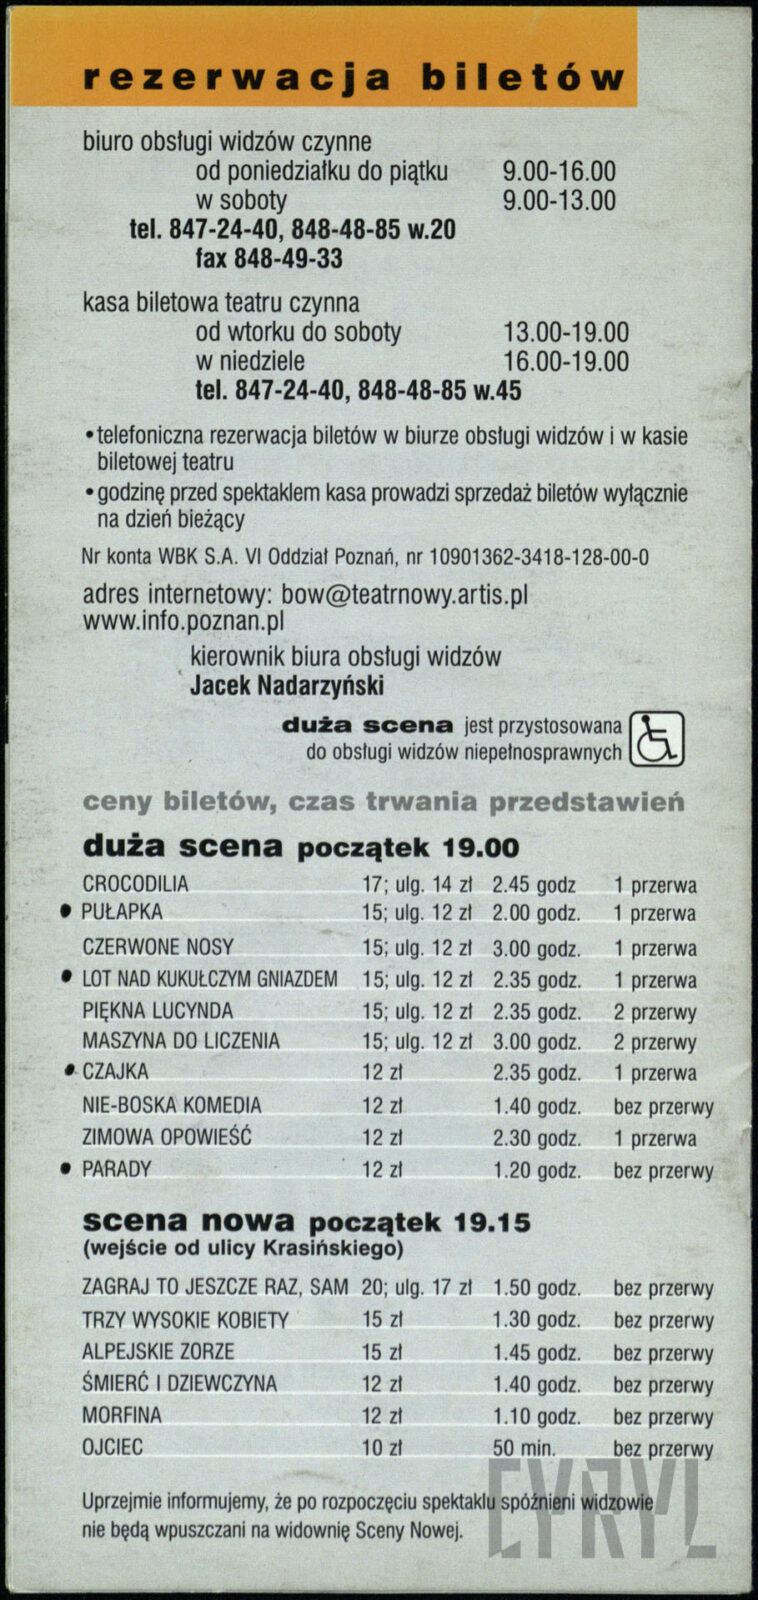 rezerwacja biletów
biuro obsługi widzów czynne
od poniedziałku do piątku 9.00-16.00
w soboty 9.00-13.00
tel. 847-24-40, 848-48-85 w.20
fax 848-49-33
kasa biletowa teatru czynna
od wtorku do soboty 13.00-19.00
w niedziele 16.00-19.00
tel. 847-24-40, 848-48-85 w.45
•telefoniczna rezerwacja biletów w biurze obsługi widzów i w kasie
biletowej teatru
•godzinę przed spektaklem kasa prowadzi sprzedaż biletów wyłącznie
na dzień bieżący
Nr konta WBK S.A. VI Oddział Poznań, nr 10901362-3418-128-00-0
adres internetowy: bow@teatrnowy.artis.pl
www.info.poznan.pl
kierownik biura obsługi widzów
Jacek Nadarzyński
duża scena jest przystosowana
do obsługi widzów niepełnosprawnych
ceny biletów, czas trwania przedstawień
duża scena początek 19.00
CROCODILIA 17; ulg. 14 zł 2.45 godz 1 przerwa
• PUŁAPKA 15; ulg. 12 zł 2.00 godz. 1 przerwa
CZERWONE NOSY 15; ulg. 12 zł 3.00 godz. 1 przerwa
• LOT NAD KUKUŁCZYM GNIAZDEM 15; ulg. 12 zł 2.35 godz. 1 przerwa
PIĘKNA LUCYNDA 15; ulg. 12 zł 2.35 godz. 2 przerwy
MASZYNA DO LICZENIA 15; ulg. 12 zł 3.00 godz. 2 przerwy
• CZAJKA 12 zł 2.35 godz. 1 przerwa
NIE-BOSKA KOMEDIA 12 zł 1.40 godz. bez przerwy
ZIMOWA OPOWIEŚĆ 12 zł 2.30 godz. 1 przerwa
• PARADY 12 zł 1.20 godz. bez przerwy
scena nowa początek 19.15
(wejście od ulicy Krasińskiego)
ZAGRAJ TO JESZCZE RAZ, SAM 20; ulg. 17 zł 1.50 godz. bez przerwy
TRZY WYSOKIE KOBIETY 15 zł 1.30 godz. bez przerwy
ALPEJSKIE ZORZE 15 zł 1.45 godz. bez przerwy
ŚMIERĆ I DZIEWCZYNA 12 zł 1.40 godz. bez przerwy
MORFINA 12 zł 1.10 godz. bez przerwy
OJCIEC 10 zł 50 min. bez przerwy
Uprzejmie informujemy, że po rozpoczęciu spektaklu spóźnieni widzowie
nie będą wpuszczani na widownię Sceny Nowej.
CYRYL